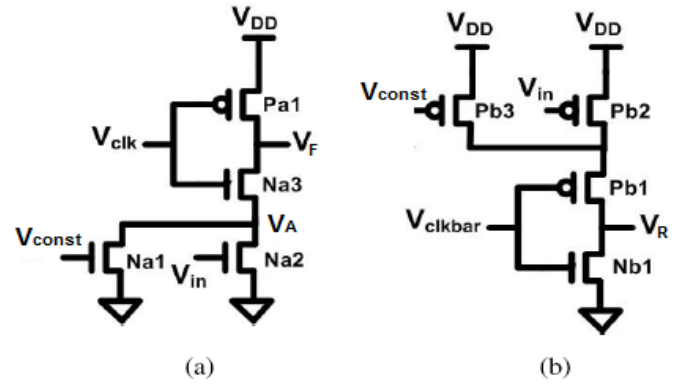 VDD
Pa1
Vclk
VF
Na3
VA
Vconst
Na1
Vin
Na2
(a)
VDD
VDD
Vconst
Pb3
Vin
Pb2
Pb1
Vclkbar
VR
Nb1
(b)